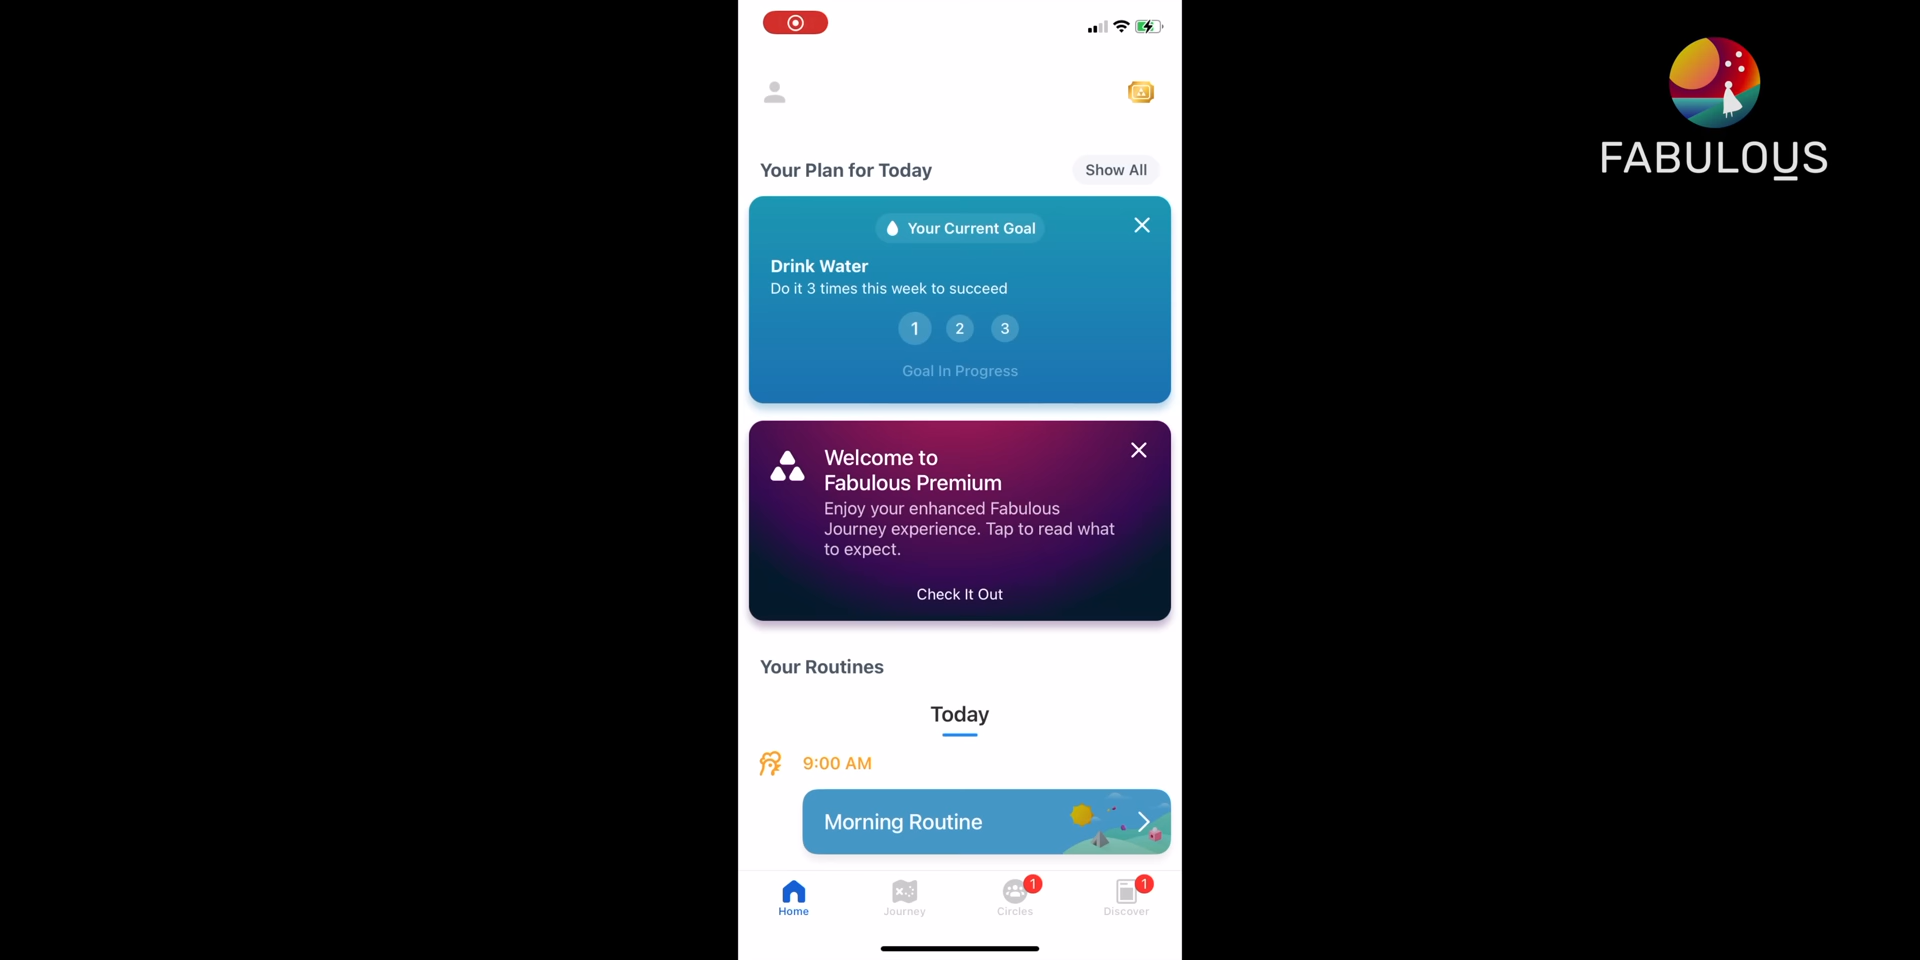 FABULOUS
Your Plan for Today
Show All
Your Current Goal
Drink Water
Do it 3 times this week to succeed
1 2 3
Goal In Progress
Welcome to
Fabulous Premium
Enjoy your enhanced Fabulous
Journey experience. Tap to read what
to expect.
Check It Out
Your Routines
Today
9:00 AM
Morning Routine
1
1
Home
Journey
Circles
Discover